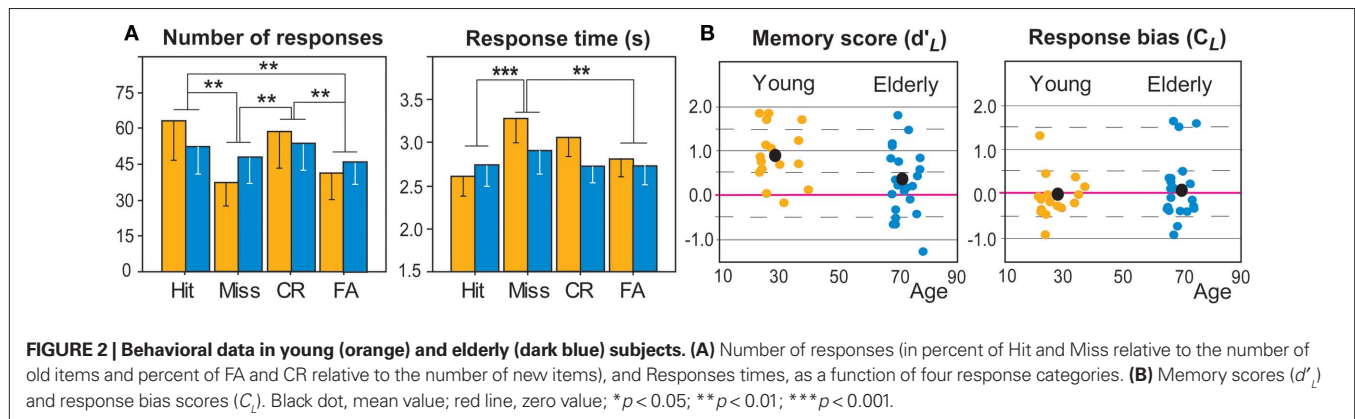 A
Number of responses
75
60
45
30
15
0
**
**
**
**
Hit Miss CR FA
Response time (s)
3.5
3.0
2.5
2.0
1.5
***
**
Hit Miss CR FA
B
Memory score (d'L)
Young Elderly
2.0
1.0
0.0
-1.0
10 30 50 70 90
Age
Response bias (CL)
Young Elderly
2.0
1.0
0.0
-1.0
10 30 50 70 90
Age
FIGURE 2 | Behavioral data in young (orange) and elderly (dark blue) subjects. (A) Number of responses (in percent of Hit and Miss relative to the number of
old items and percent of FA and CR relative to the number of new items), and Responses times, as a function of four response categories. (B) Memory scores (d′L)
and response bias scores (CL). Black dot, mean value; red line, zero value; *p < 0.05; **p < 0.01; ***p < 0.001.